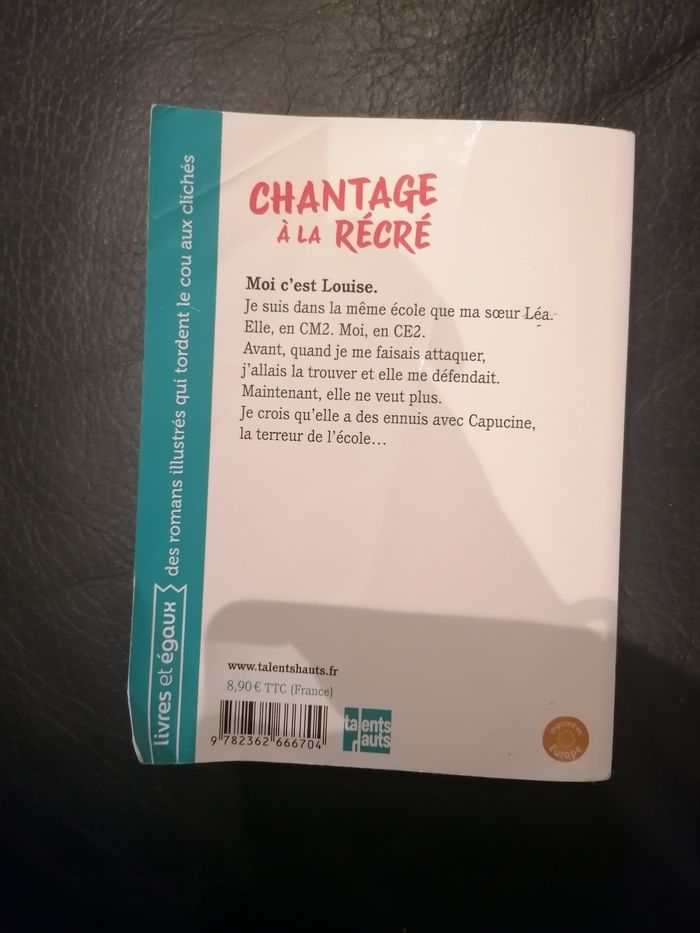 CHANTAGE
À LA RÉCRÉ
Moi c'est Louise.
Je suis dans la même école que ma sœur Léa.
Elle, en CM2. Moi, en CE2.
Avant, quand je me faisais attaquer,
j'allais la trouver et elle me défendait.
Maintenant, elle ne veut plus.
Je crois qu'elle a des ennuis avec Capucine,
la terreur de l'école…
livres et égaux des romans illustrés qui tordent le cou aux clichés
www.talentshauts.fr
8,90 € TTC (France)
9 782362 666704
talents
hauts
Imprimé en
Europe